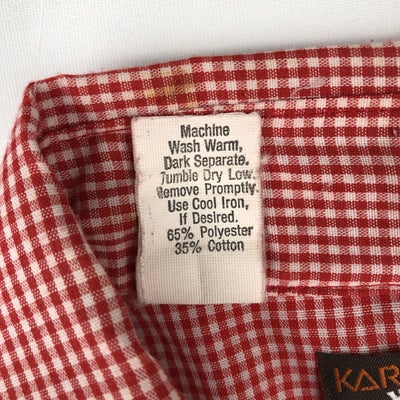 Machine
Wash Warm,
Dark Separate.
Tumble Dry Low.
Remove Promptly.
Use Cool Iron,
If Desired.
65% Polyester
35% Cotton
KAR